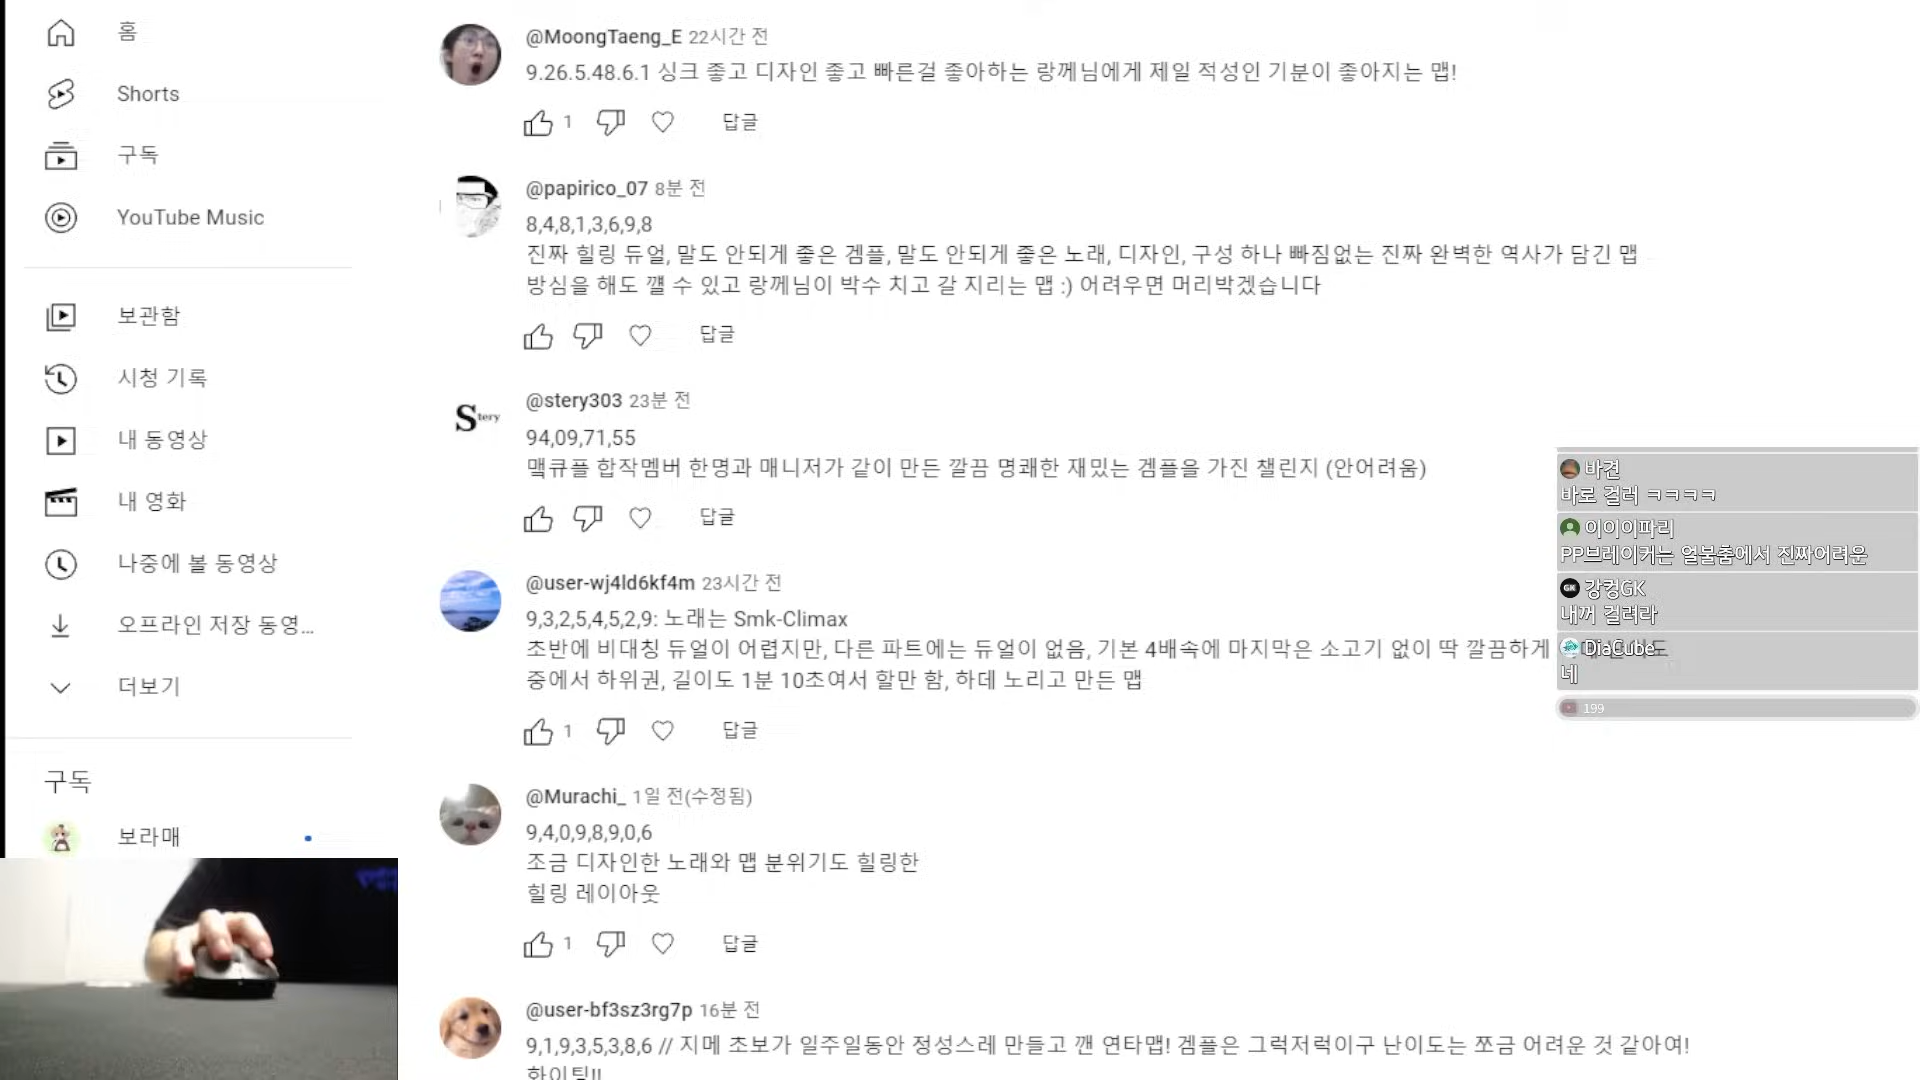 홈
Shorts
구독
YouTube Music
보관함
시청 기록
내 동영상
내 영화
나중에 볼 동영상
오프라인 저장 동영...
더보기
구독
보라매
@MoongTaeng_E 22시간 전
9.26.5.48.6.1 싱크 좋고 디자인 좋고 빠른걸 좋아하는 랑께님에게 제일 적성인 기분이 좋아지는 맵!
1 답글
@papirico_07 8분 전
8,4,8,1,3,6,9,8
진짜 힐링 듀얼, 말도 안되게 좋은 겜플, 말도 안되게 좋은 노래, 디자인, 구성 하나 빠짐없는 진짜 완벽한 역사가 담긴 맵
방심을 해도 깰 수 있고 랑께님이 박수 치고 갈 지리는 맵 :) 어려우면 머리박겠습니다
답글
Stery
@stery303 23분 전
94,09,71,55
맼큐플 합작멤버 한명과 매니저가 같이 만든 깔끔 명쾌한 재밌는 겜플을 가진 챌린지 (안어려움)
답글
@user-wj4ld6kf4m 23시간 전
9,3,2,5,4,5,2,9: 노래는 Smk-Climax
초반에 비대칭 듀얼이 어렵지만, 다른 파트에는 듀얼이 없음, 기본 4배속에 마지막은 소고기 없이 딱 깔끔하게
중에서 하위권, 길이도 1분 10초여서 할만 함, 하데 노리고 만든 맵
1 답글
@Murachi_ 1일 전(수정됨)
9,4,0,9,8,9,0,6
조금 디자인한 노래와 맵 분위기도 힐링한
힐링 레이아웃
1 답글
@user-bf3sz3rg7p 16분 전
9,1,9,3,5,3,8,6 // 지메 초보가 일주일동안 정성스레 만들고 깬 연타맵! 겜플은 그럭저럭이구 난이도는 쪼금 어려운 것 같아여!
화이팅!!
바견
바로 걸러 ㅋㅋㅋㅋ
이이이파리
PP브레이커는 얼불춤에서 진짜어려운
GK 강컹GK
내꺼 걸려라
DiaCube
네
199